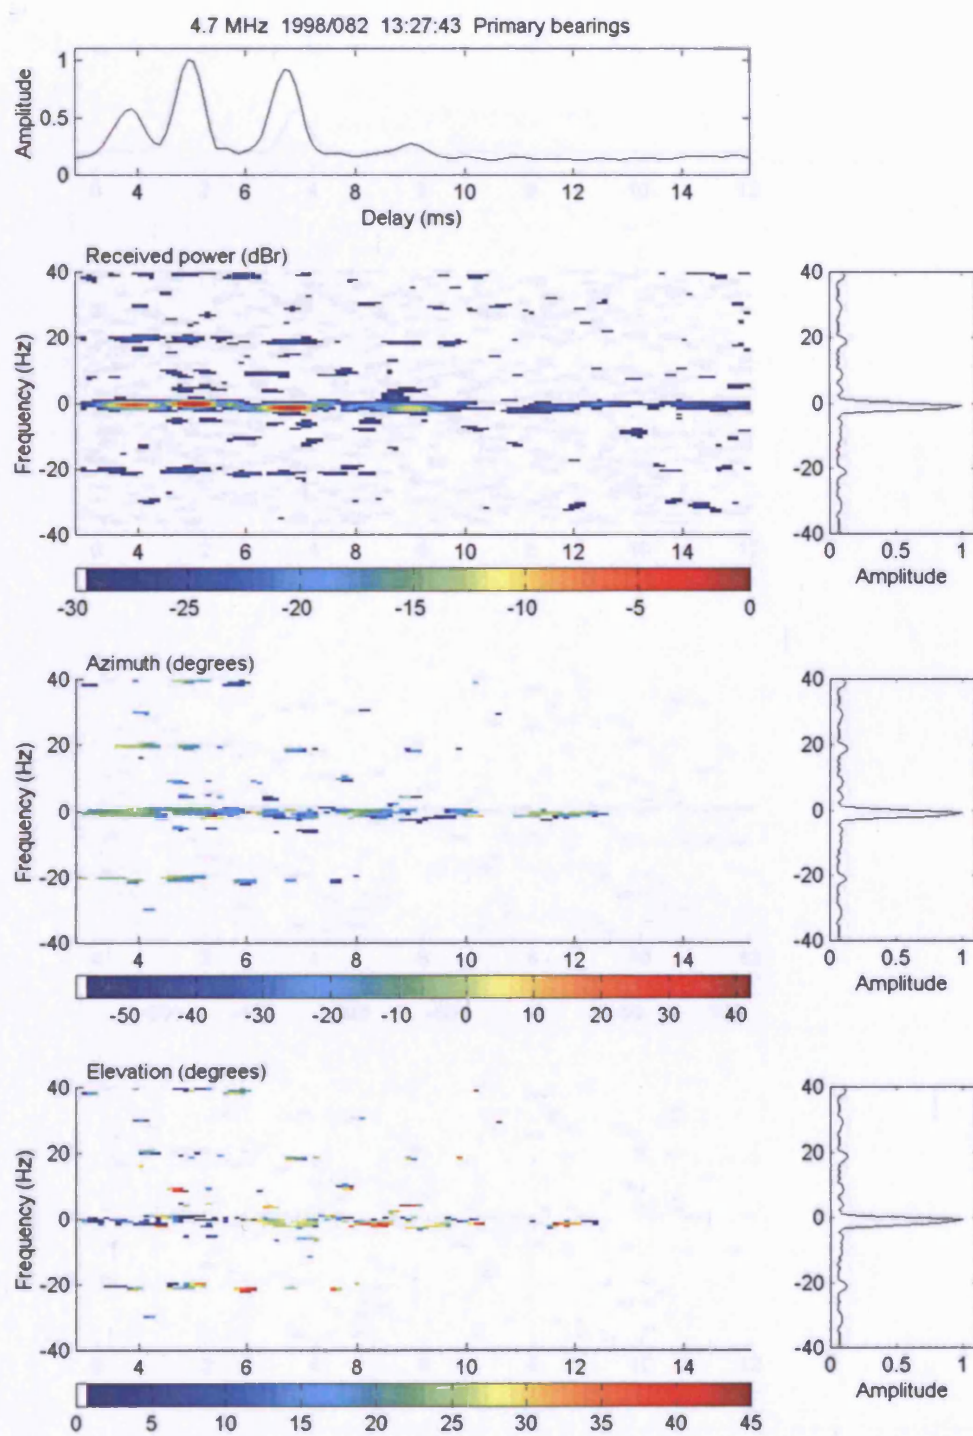 4.7 MHz 1998/082 13:27:43 Primary bearings
Amplitude
1
0.5
0
4 6 8 10 12 14
Delay (ms)
Received power (dBr)
Frequency (Hz)
40
20
0
-20
-40
4 6 8 10 12 14
-30 -25 -20 -15 -10 -5 0
40
20
0
-20
-40
0 0.5 1
Amplitude
Azimuth (degrees)
Frequency (Hz)
40
20
0
-20
-40
4 6 8 10 12 14
-50 -40 -30 -20 -10 0 10 20 30 40
40
20
0
-20
-40
0 0.5 1
Amplitude
Elevation (degrees)
Frequency (Hz)
40
20
0
-20
-40
4 6 8 10 12 14
0 5 10 15 20 25 30 35 40 45
40
20
0
-20
-40
0 0.5 1
Amplitude